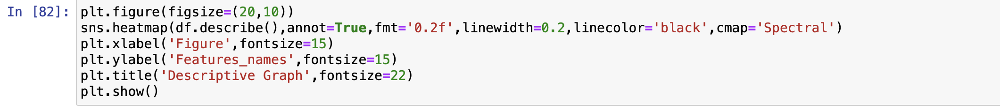 In [82]: plt.figure(figsize=(20,10))
sns.heatmap(df.describe(),annot=True,fmt='0.2f',linewidth=0.2,linecolor='black',cmap='Spectral')
plt.xlabel('Figure',fontsize=15)
plt.ylabel('Features_names',fontsize=15)
plt.title('Descriptive Graph',fontsize=22)
plt.show()